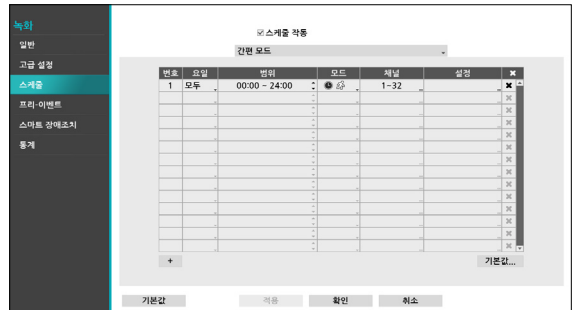 녹화
일반
고급 설정
스케줄
프리-이벤트
스마트 장애조치
통계
스케줄 작동
간편 모드
번호 요일 범위 모드 채널 설정
1 모두 00:00 ~ 24:00 1-32
+ 기본값...
기본값 적용 확인 취소